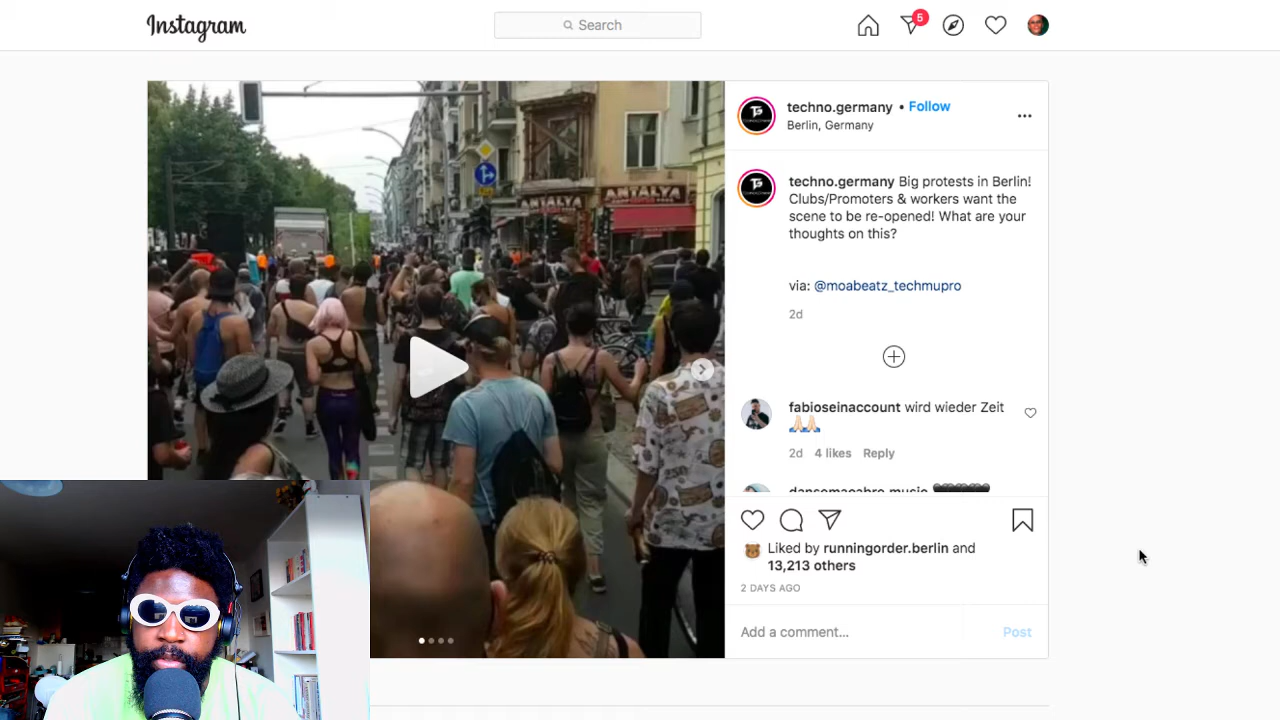 Instagram
Search
5
techno.germany • Follow
Berlin, Germany
techno.germany Big protests in Berlin!
Clubs/Promoters & workers want the
scene to be re-opened! What are your
thoughts on this?
via: @moabeatz_techmupro
2d
fabioseinaccount wird wieder Zeit
🙏🏻🙏🏻
2d 4 likes Reply
ANTALYA
ANTALYA
Liked by runningorder.berlin and
13,213 others
2 DAYS AGO
Add a comment... Post